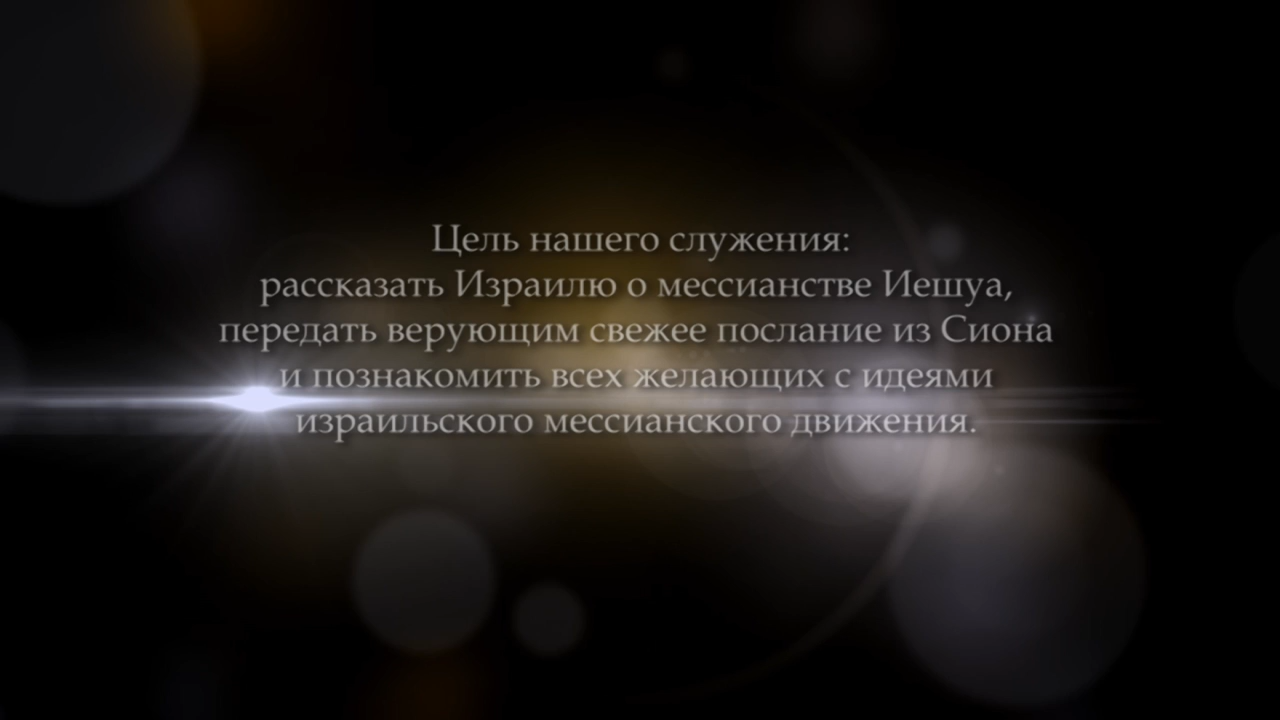 Цель нашего служения:
рассказать Израилю о мессианстве Иешуа,
передать верующим свежее послание из Сиона
и познакомить всех желающих с идеями
израильского мессианского движения.